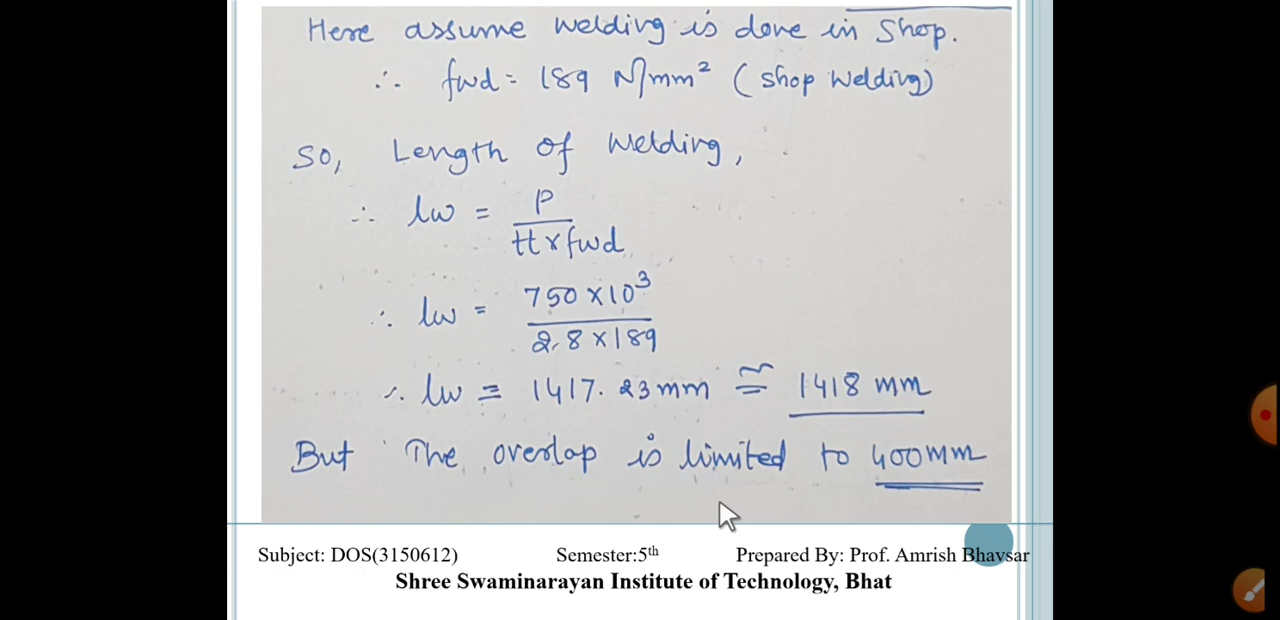 Here assume welding is done in Shop.
∴ fwd = 189 N/mm² (shop welding)
So, Length of welding,
∴ lw = P / tt x fwd
∴ lw = 750 x 10³ / 2.8 x 189
∴ lw = 1417.23 mm ≅ 1418 mm
But The overlap is limited to 400mm
Subject: DOS(3150612) Semester:5th Prepared By: Prof. Amrish Bhavsar
Shree Swaminarayan Institute of Technology, Bhat